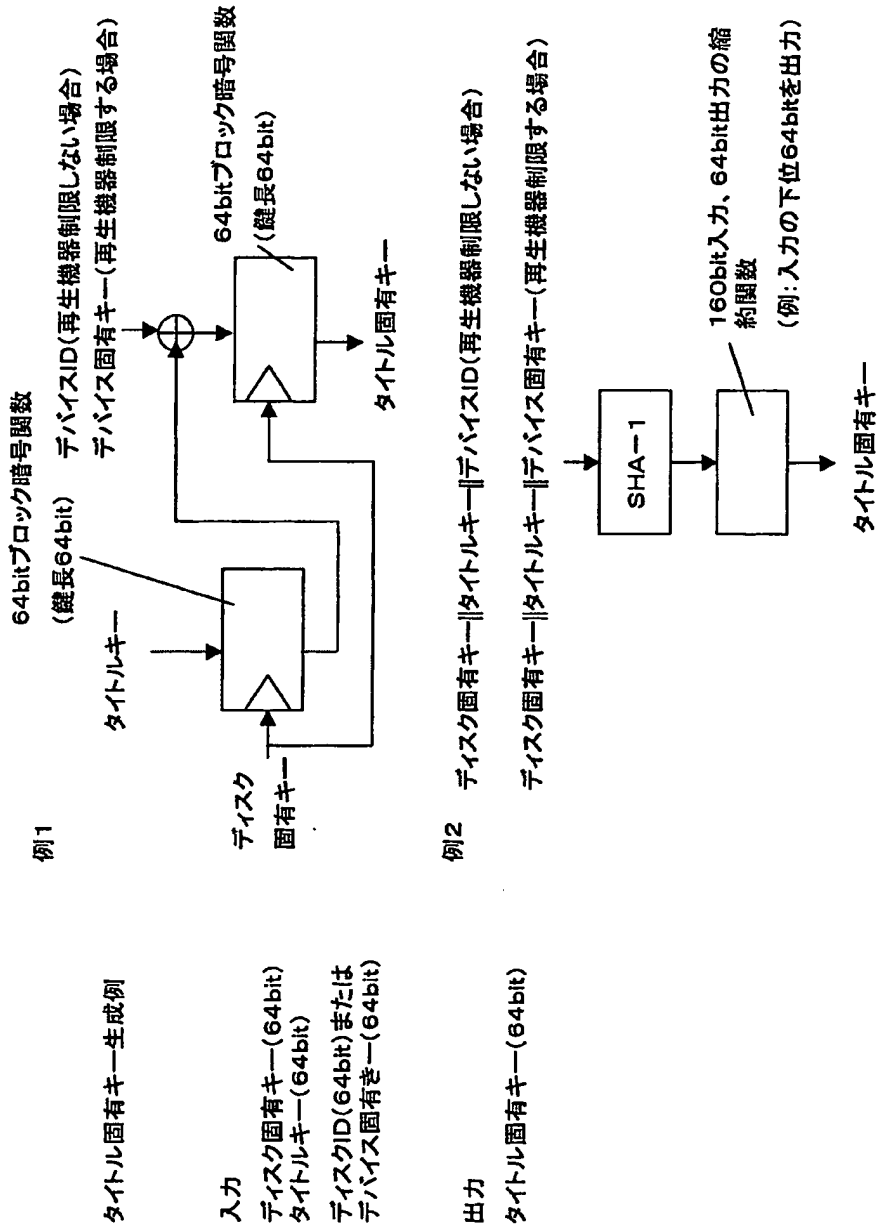 タイトル固有キー生成例
入力
ディスク固有キー(64bit)
タイトルキー(64bit)
ディスクID(64bit)または
デバイス固有きー(64bit)
出力
タイトル固有キー(64bit)
例1
64bitブロック暗号関数
(鍵長64bit)
タイトルキー
ディスク
固有キー
デバイスID(再生機器制限しない場合)
デバイス固有キー(再生機器制限する場合)
64bitブロック暗号関数
(鍵長64bit)
タイトル固有キー
例2
ディスク固有キー||タイトルキー||デバイスID(再生機器制限しない場合)
ディスク固有キー||タイトルキー||デバイス固有キー(再生機器制限する場合)
SHA-1
160bit入力、64bit出力の縮
約関数
(例:入力の下位64bitを出力)
タイトル固有キー